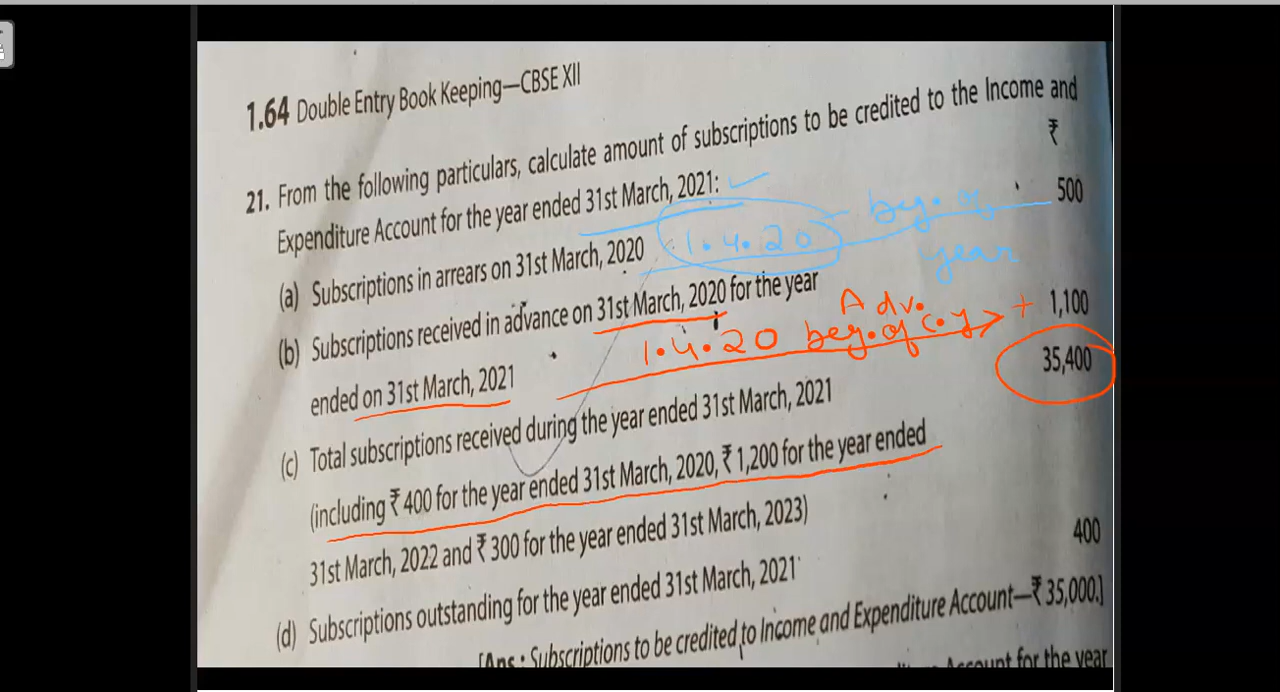 1.64 Double Entry Book Keeping—CBSE XII
21. From the following particulars, calculate amount of subscriptions to be credited to the Income and
Expenditure Account for the year ended 31st March, 2021:
₹
(a) Subscriptions in arrears on 31st March, 2020
1.4.20
beg. of
year
500
(b) Subscriptions received in advance on 31st March, 2020 for the year
ended on 31st March, 2021
1.4.20 beg. of c.y
Adv.
+ 1,100
(c) Total subscriptions received during the year ended 31st March, 2021
35,400
(including ₹ 400 for the year ended 31st March, 2020, ₹ 1,200 for the year ended
31st March, 2022 and ₹ 300 for the year ended 31st March, 2023)
(d) Subscriptions outstanding for the year ended 31st March, 2021
400
[Ans.: Subscriptions to be credited to Income and Expenditure Account—₹ 35,000.]
Account for the year